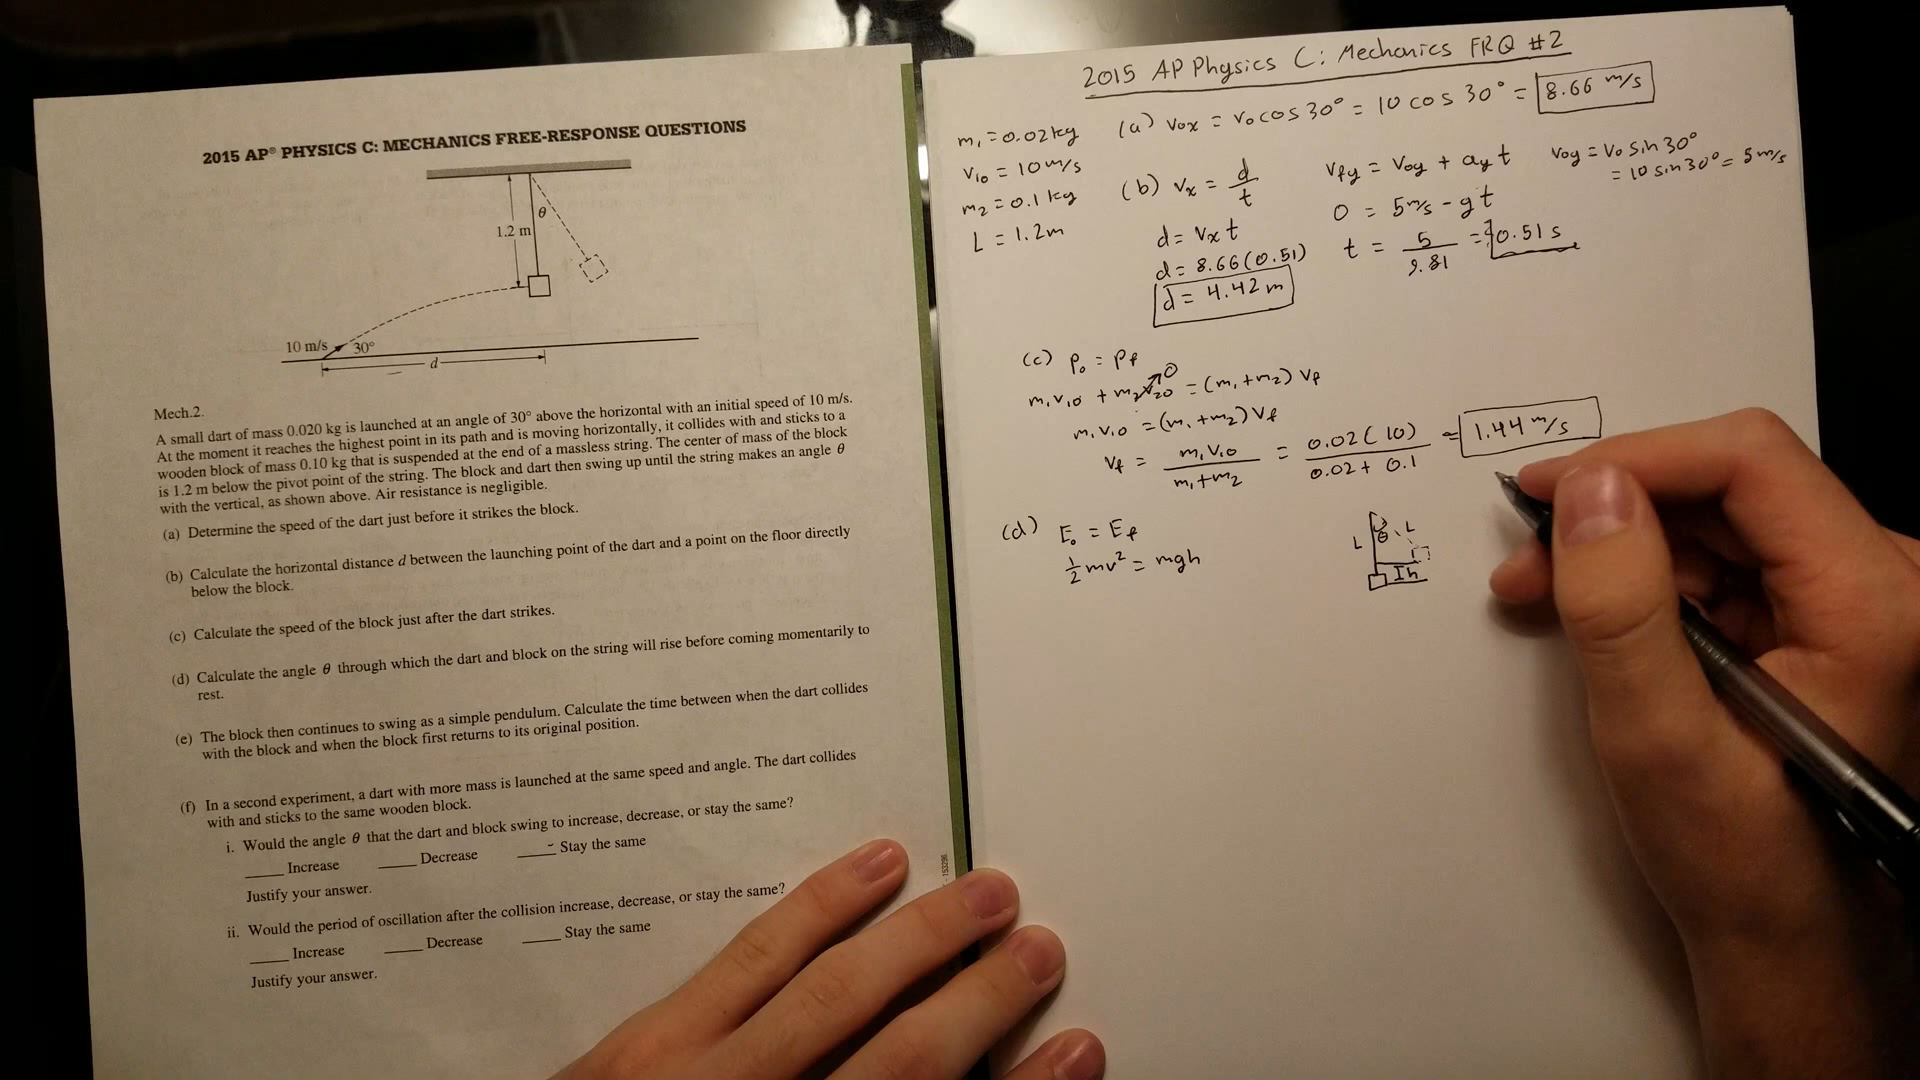 2015 AP® PHYSICS C: MECHANICS FREE-RESPONSE QUESTIONS
θ
1.2 m
10 m/s
30°
d
Mech.2.
A small dart of mass 0.020 kg is launched at an angle of 30° above the horizontal with an initial speed of 10 m/s.
At the moment it reaches the highest point in its path and is moving horizontally, it collides with and sticks to a
wooden block of mass 0.10 kg that is suspended at the end of a massless string. The center of mass of the block
is 1.2 m below the pivot point of the string. The block and dart then swing up until the string makes an angle θ
with the vertical, as shown above. Air resistance is negligible.
(a) Determine the speed of the dart just before it strikes the block.
(b) Calculate the horizontal distance d between the launching point of the dart and a point on the floor directly
below the block.
(c) Calculate the speed of the block just after the dart strikes.
(d) Calculate the angle θ through which the dart and block on the string will rise before coming momentarily to
rest.
(e) The block then continues to swing as a simple pendulum. Calculate the time between when the dart collides
with the block and when the block first returns to its original position.
(f) In a second experiment, a dart with more mass is launched at the same speed and angle. The dart collides
with and sticks to the same wooden block.
i. Would the angle θ that the dart and block swing to increase, decrease, or stay the same?
____ Increase ____ Decrease ____ Stay the same
Justify your answer.
ii. Would the period of oscillation after the collision increase, decrease, or stay the same?
____ Increase ____ Decrease ____ Stay the same
Justify your answer.
153296
2015 AP Physics C: Mechanics FRQ #2
m₁ = 0.02 kg
v₁₀ = 10 m/s
m₂ = 0.1 kg
L = 1.2 m
(a) v₀ₓ = v₀ cos 30° = 10 cos 30° = 8.66 m/s
(b) vₓ = d/t
d = vₓ t
d = 8.66 (0.51)
d = 4.42 m
vfy = voy + ay t
0 = 5 m/s - gt
t = 5/9.81 = 0.51 s
voy = v₀ sin 30°
= 10 sin 30° = 5 m/s
(c) p₀ = pf
m₁v₁₀ + m₂v₂₀ = (m₁+m₂) vf
0
m₁v₁₀ = (m₁+m₂) vf
vf = m₁v₁₀/m₁+m₂ = 0.02(10)/0.02+0.1 = 1.44 m/s
(d) E₀ = Ef
½mv² = mgh
L
θ
L
h